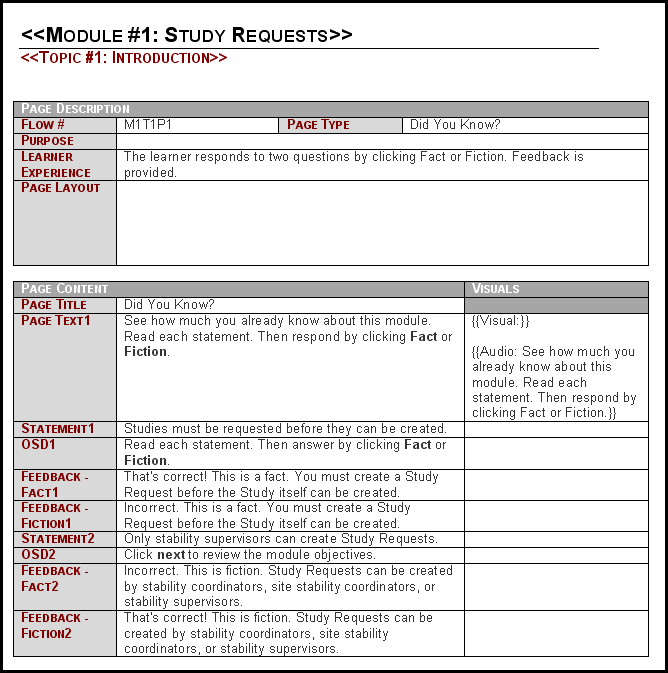 <<Module #1: Study Requests>>
<<Topic #1: Introduction>>
Page Description
Flow # M1T1P1 Page Type Did You Know?
Purpose
Learner Experience
The learner responds to two questions by clicking Fact or Fiction. Feedback is
provided.
Page Layout
Page Content Visuals
Page Title Did You Know?
Page Text1
See how much you already know about this module.
Read each statement. Then respond by clicking Fact or
Fiction.
{{Visual:}}
{{Audio: See how much you
already know about this
module. Read each
statement. Then respond by
clicking Fact or Fiction.}}
Statement1 Studies must be requested before they can be created.
OSD1 Read each statement. Then answer by clicking Fact or
Fiction.
Feedback -
Fact1
That's correct! This is a fact. You must create a Study
Request before the Study itself can be created.
Feedback -
Fiction1
Incorrect. This is a fact. You must create a Study
Request before the Study itself can be created.
Statement2 Only stability supervisors can create Study Requests.
OSD2 Click next to review the module objectives.
Feedback -
Fact2
Incorrect. This is fiction. Study Requests can be created
by stability coordinators, site stability coordinators, or
stability supervisors.
Feedback -
Fiction2
That's correct! This is fiction. Study Requests can be
created by stability coordinators, site stability
coordinators, or stability supervisors.